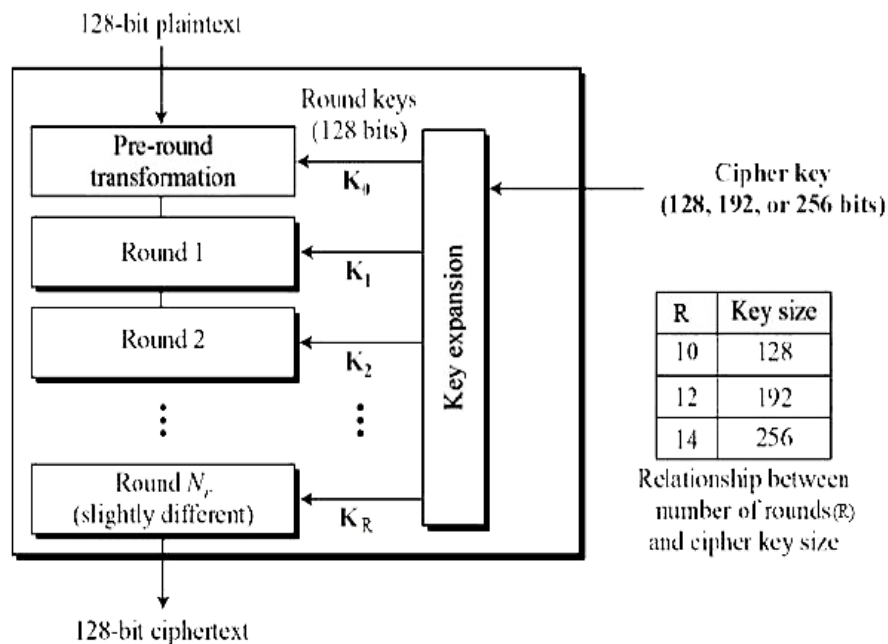 128-bit plaintext
Round keys
(128 bits)
Pre-round
transformation
K₀
Cipher key
(128, 192, or 256 bits)
Round 1
K₁
Round 2
K₂
Key expansion
Round Nr
(slightly different)
K_R
R Key size
10 128
12 192
14 256
Relationship between
number of rounds(R)
and cipher key size
128-bit ciphertext